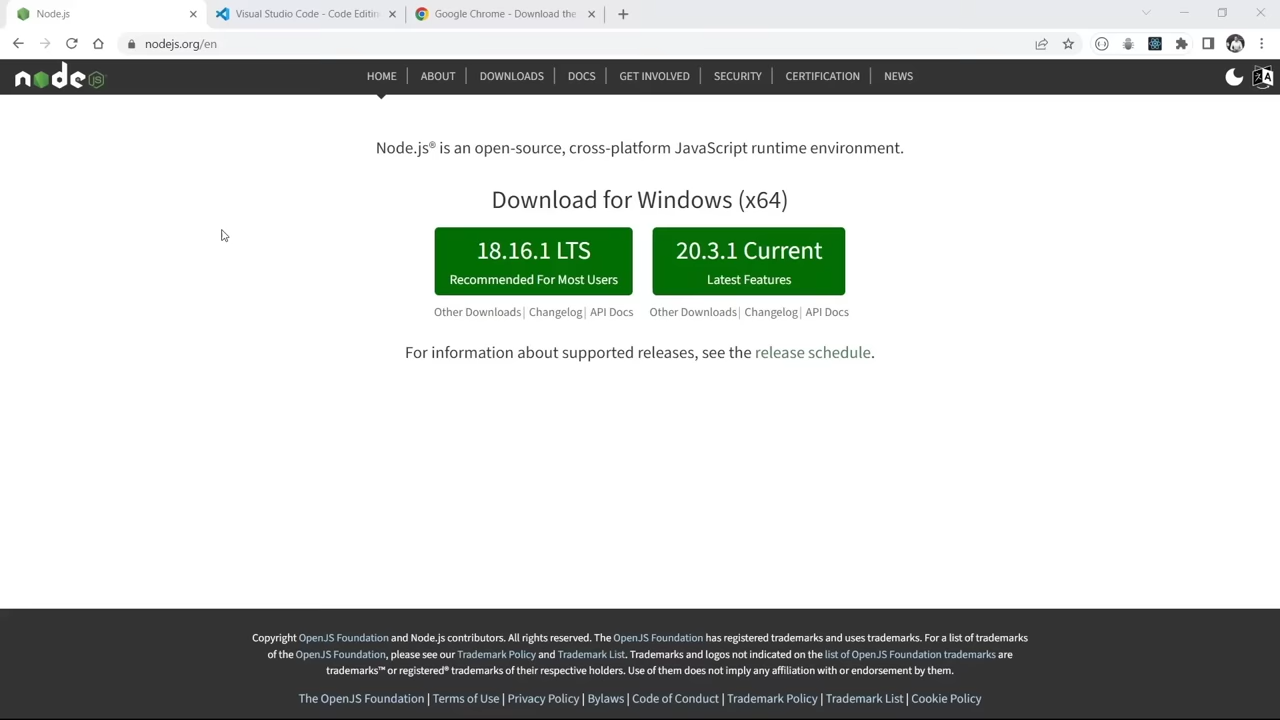 Node.js
Visual Studio Code - Code Editin
Google Chrome - Download the
nodejs.org/en
node JS
HOME | ABOUT | DOWNLOADS | DOCS | GET INVOLVED | SECURITY | CERTIFICATION | NEWS
Node.js® is an open-source, cross-platform JavaScript runtime environment.
Download for Windows (x64)
18.16.1 LTS
Recommended For Most Users
20.3.1 Current
Latest Features
Other Downloads | Changelog | API Docs
Other Downloads | Changelog | API Docs
For information about supported releases, see the release schedule.
Copyright OpenJS Foundation and Node.js contributors. All rights reserved. The OpenJS Foundation has registered trademarks and uses trademarks. For a list of trademarks
of the OpenJS Foundation, please see our Trademark Policy and Trademark List. Trademarks and logos not indicated on the list of OpenJS Foundation trademarks are
trademarks™ or registered® trademarks of their respective holders. Use of them does not imply any affiliation with or endorsement by them.
The OpenJS Foundation | Terms of Use | Privacy Policy | Bylaws | Code of Conduct | Trademark Policy | Trademark List | Cookie Policy